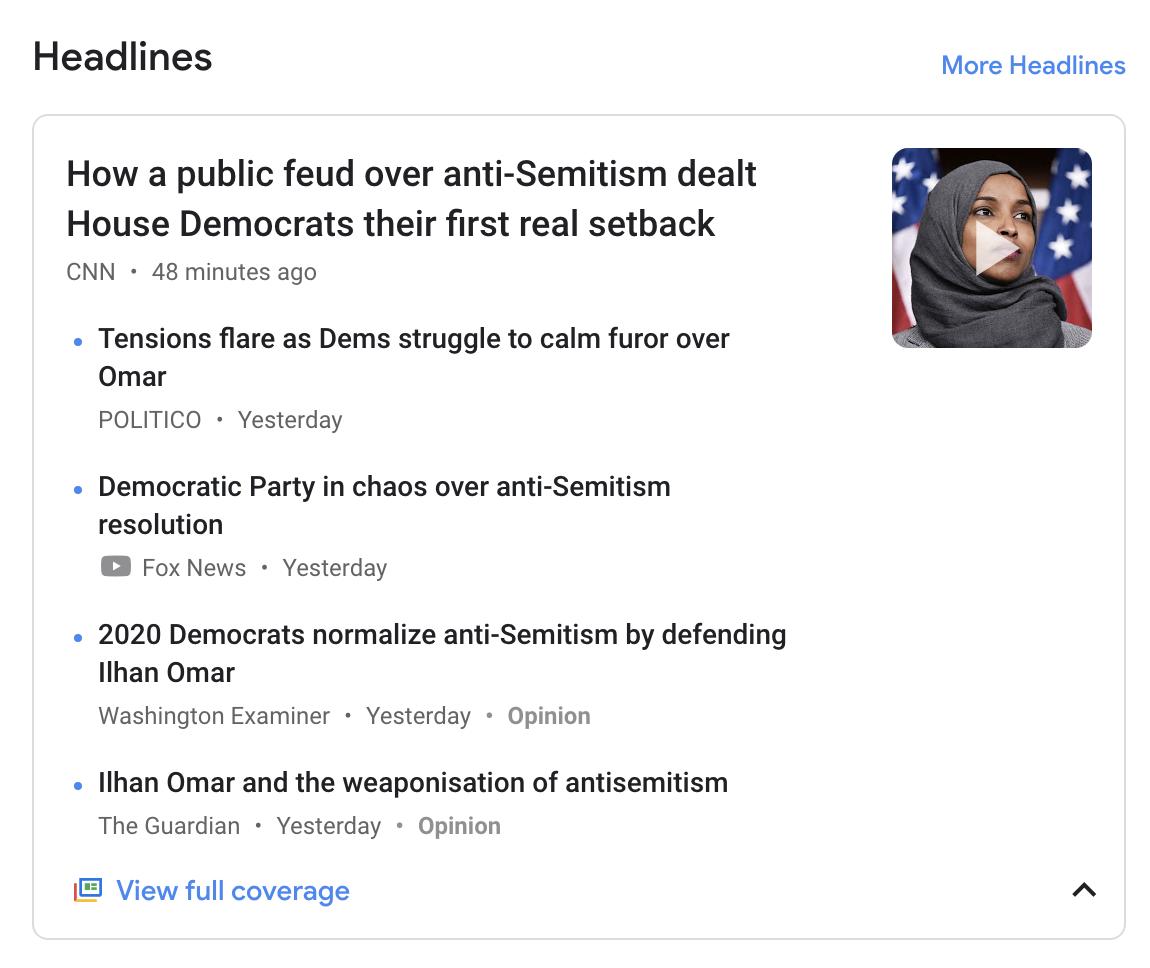 Headlines
More Headlines
How a public feud over anti-Semitism dealt
House Democrats their first real setback
CNN • 48 minutes ago
• Tensions flare as Dems struggle to calm furor over
Omar
POLITICO • Yesterday
• Democratic Party in chaos over anti-Semitism
resolution
Fox News • Yesterday
• 2020 Democrats normalize anti-Semitism by defending
Ilhan Omar
Washington Examiner • Yesterday • Opinion
• Ilhan Omar and the weaponisation of antisemitism
The Guardian • Yesterday • Opinion
View full coverage